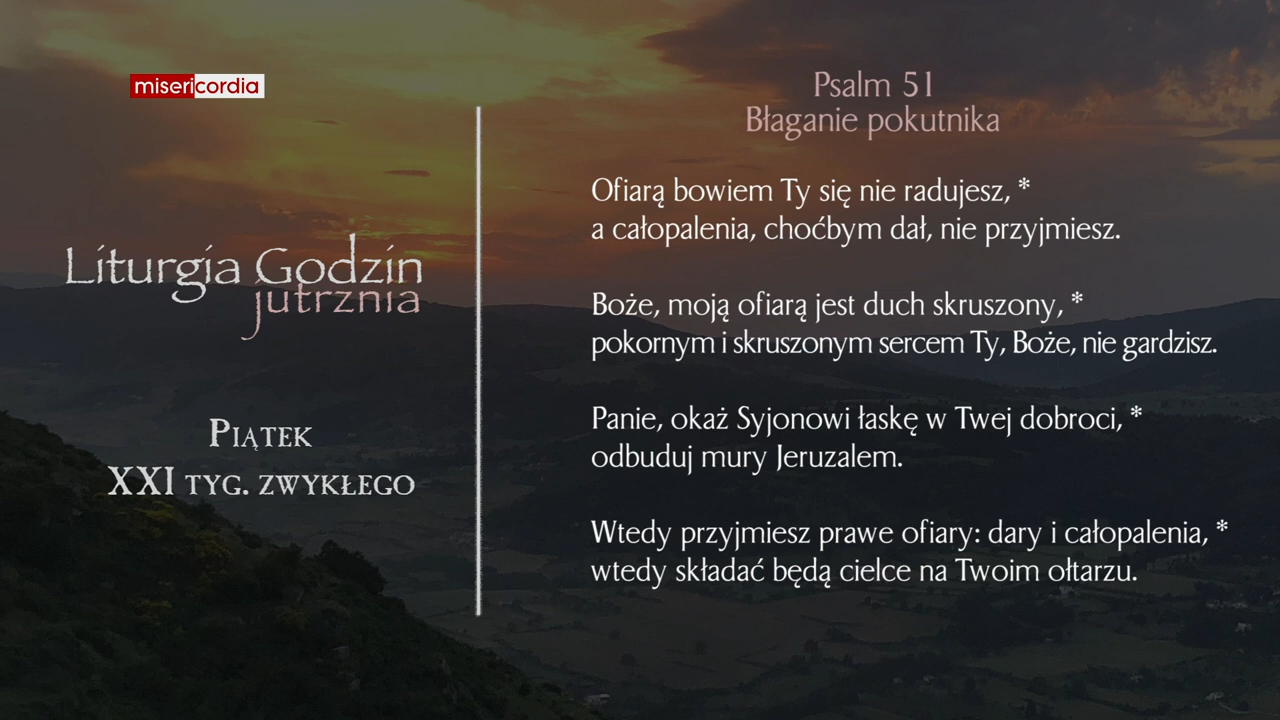 misericordia
Liturgia Godzin
jutrznia
Piątek
XXI tyg. zwykłego
Psalm 51
Błaganie pokutnika
Ofiarą bowiem Ty się nie radujesz, *
a całopalenia, choćbym dał, nie przyjmiesz.
Boże, moją ofiarą jest duch skruszony, *
pokornym i skruszonym sercem Ty, Boże, nie gardzisz.
Panie, okaż Syjonowi łaskę w Twej dobroci, *
odbuduj mury Jeruzalem.
Wtedy przyjmiesz prawe ofiary: dary i całopalenia, *
wtedy składać będą cielce na Twoim ołtarzu.